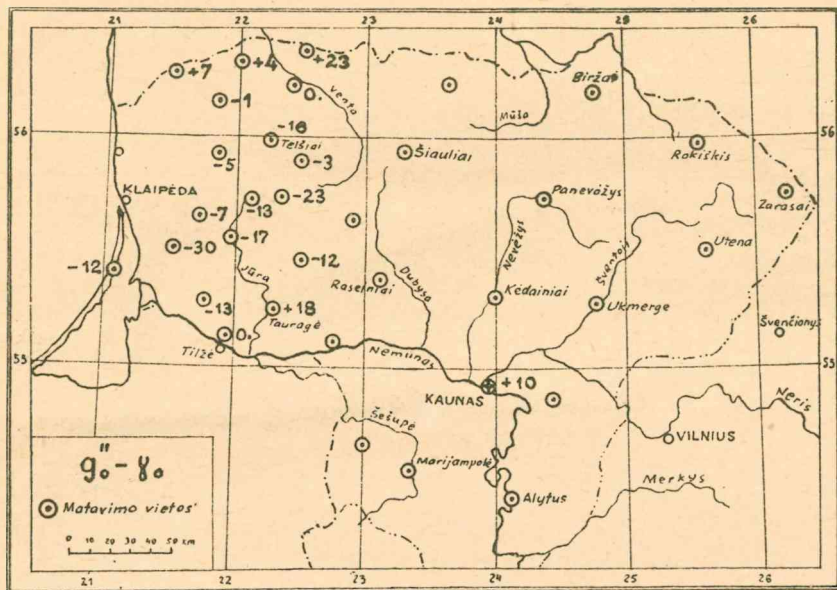 21 22 23 24 25 26
+7 +4 +23
-1 0. Venta
Biržai
56 56
Mūša
-16
Telšiai
-5 -3 Šiauliai Rokiškis
KLAIPĖDA
-13 -23 Panevėžys Zarasai
-7
-17
-30 -12 Nevėžys Šventoji Utena
-12
Jūra Raseiniai Dubysa Kėdainiai
-13 +18 Ukmerge
Tauragė
0. Švenčionys
Tilžė
55 Nemunas 55
KAUNAS +10
Neris
Šešupė
VILNIUS
g₀"-γ₀ Marijampolė
Merkys
Matavimo vietos
Alytus
0 10 20 30 40 50 km
21 22 23 24 25 26